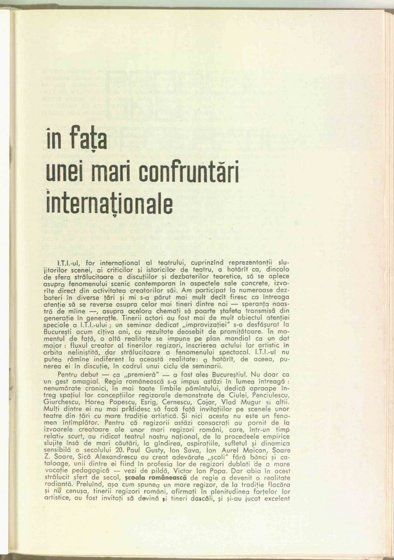 în fața
unei mari confruntări
internaționale
I.T.I.-ul, for internațional al teatrului, cuprinzînd reprezentanții slu-
jitorilor scenei, ai criticilor și istoricilor de teatru, a hotărît ca, dincolo
de sfera strălucitoare a discuțiilor și dezbaterilor teoretice, să se aplece
asupra fenomenului scenic contemporan în aspectele sale concrete, izvo-
rîte direct din activitatea creatorilor săi. Am participat la numeroase dez-
bateri în diverse țări și mi s-a părut mai mult decît firesc ca întreaga
atenție să se reverse asupra celor mai tineri dintre noi — speranța noas-
tră de mîine —, asupra acelora chemați să poarte ștafeta transmisă din
generație în generație. Tinerii actori au fost mai de mult obiectul atenției
speciale a I.T.I.-ului ; un seminar dedicat „improvizației” s-a desfășurat la
București acum cîțiva ani, cu rezultate deosebit de promițătoare. În mo-
mentul de față, o altă realitate se impune pe plan mondial ca un dat
major : fluxul creator al tinerilor regizori, înscrierea actului lor artistic în
orbita neliniștită, dar strălucitoare a fenomenului spectacol. I.T.I.-ul nu
putea rămîne indiferent la această realitate : a hotărît, de aceea, pu-
nerea ei în discuție, în cadrul unui ciclu de seminarii.
Pentru debut — ca „premieră” — a fost ales Bucureștiul. Nu doar ca
un gest omagial. Regia românească s-a impus astăzi în lumea întreagă :
nenumărate cronici, în mai toate limbile pămîntului, dedică aproape în-
treg spațiul lor concepțiilor regizorale demonstrate de Ciulei, Penciulescu,
Giurchescu, Horea Popescu, Esrig, Cernescu, Cojar, Vlad Mugur și alții.
Mulți dintre ei nu mai prididesc să facă față invitațiilor pe scenele unor
teatre din țări cu mare tradiție artistică. Și nici acesta nu este un feno-
men întîmplător. Pentru că regizorii astăzi consacrați au pornit de la
izvoarele creatoare ale unor mari regizori români, care, într-un timp
relativ scurt, au ridicat teatrul nostru național, de la procedeele empirice
slujite însă de mari căutări, la gîndirea, aspirațiile, sufletul și dinamica
sensibilă a secolului 20. Paul Gusty, Ion Sava, Ion Aurel Maican, Soare
Z. Soare, Sică Alexandrescu au creat adevărate „școli” fără bănci și ca-
taloage, unii dintre ei fiind în profesia lor de regizori dublați de o mare
vocație pedagogică — vezi de pildă, Victor Ion Popa. Dar abia în acest
strălucit sfert de secol, școala românească de regie a devenit o realitate
radiantă. Preluînd, așa cum spunea un mare regizor, de la tradiție flacăra
și nu cenușa, tinerii regizori români, afirmați în plenitudinea forțelor lor
artistice, au fost invitați să devină și tineri dascăli, și și-au jucat excelent